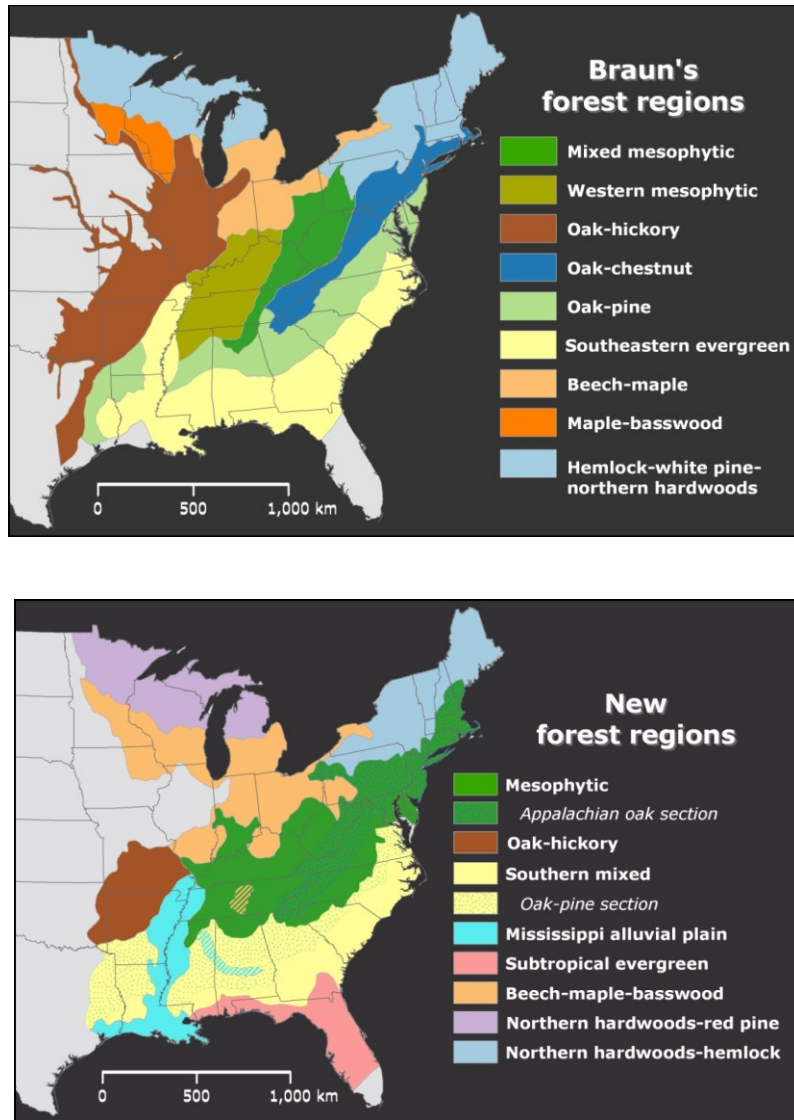 Braun's
forest regions
Mixed mesophytic
Western mesophytic
Oak-hickory
Oak-chestnut
Oak-pine
Southeastern evergreen
Beech-maple
Maple-basswood
Hemlock-white pine-
northern hardwoods
0 500 1,000 km
New
forest regions
Mesophytic
Appalachian oak section
Oak-hickory
Southern mixed
Oak-pine section
Mississippi alluvial plain
Subtropical evergreen
Beech-maple-basswood
Northern hardwoods-red pine
Northern hardwoods-hemlock
0 500 1,000 km